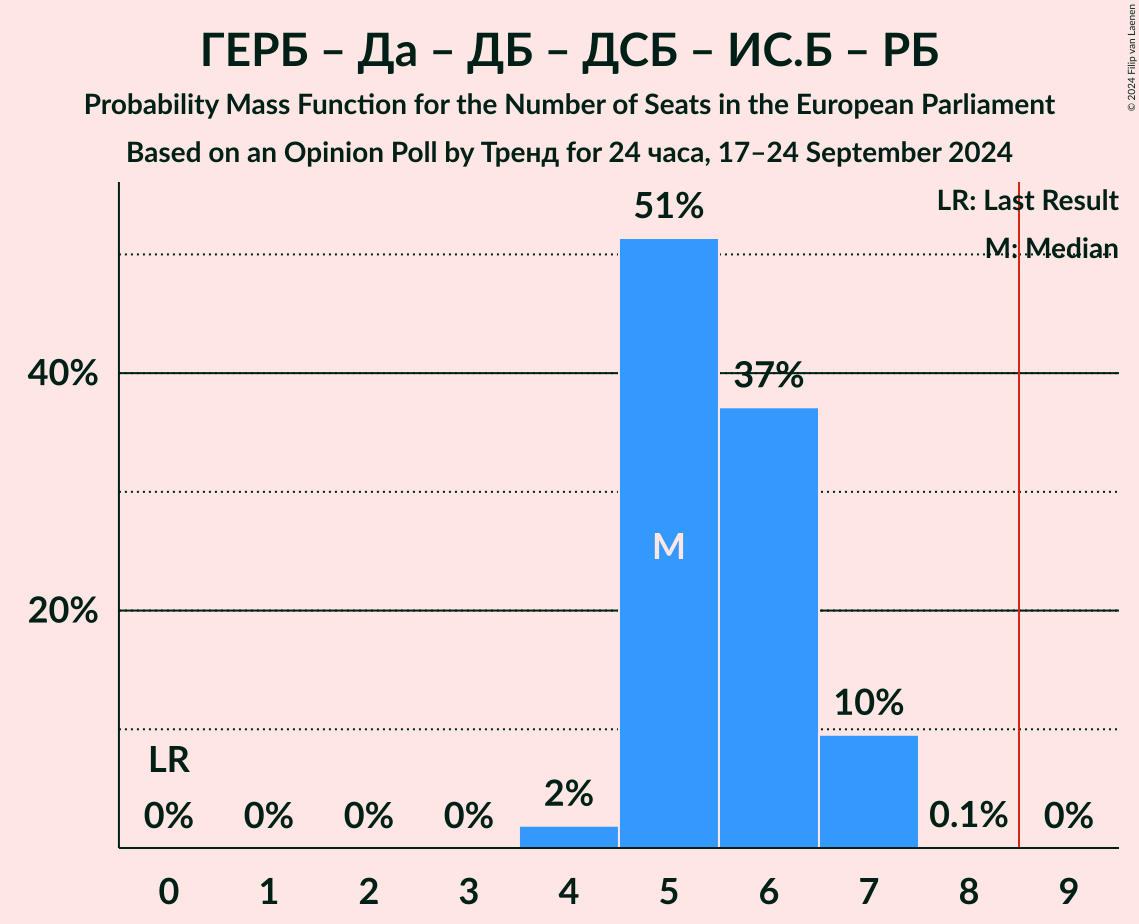 ГЕРБ – Да – ДБ – ДСБ – ИС.Б – РБ
Probability Mass Function for the Number of Seats in the European Parliament
Based on an Opinion Poll by Тренд for 24 часа, 17–24 September 2024
© 2024 Filip van Laenen
LR: Last Result
M: Median
51%
40%
37%
M
20%
10%
LR
2%
0% 0% 0% 0% 0.1% 0%
0 1 2 3 4 5 6 7 8 9